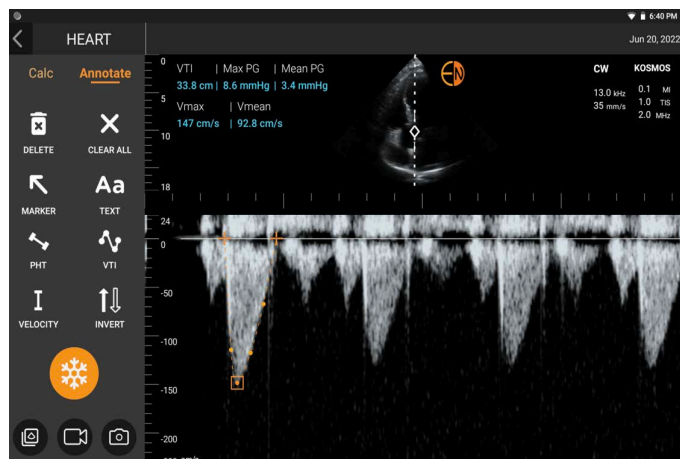 6:40 PM
HEART
Jun 20, 2022
Calc Annotate
DELETE CLEAR ALL
MARKER Aa TEXT
PHT VTI
VELOCITY INVERT
VTI | Max PG | Mean PG
33.8 cm | 8.6 mmHg | 3.4 mmHg
Vmax | Vmean
147 cm/s | 92.8 cm/s
0
5
10
18
N
CW KOSMOS
13.0 kHz 0.1 MI
35 mm/s 1.0 TIS
2.0 MHz
24
0
-50
-100
-150
-200